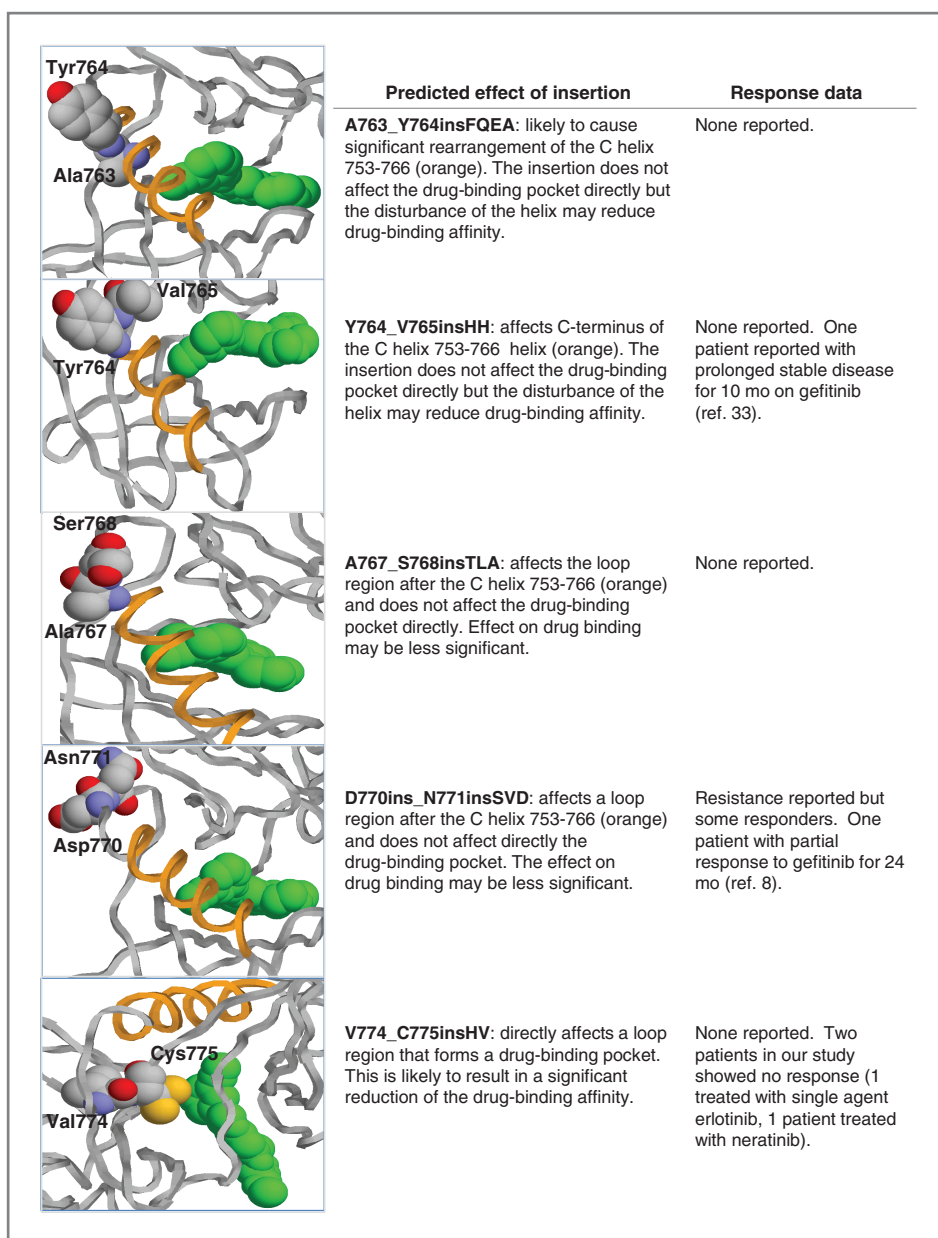 Predicted effect of insertion
Response data
Tyr764
Ala763
A763_Y764insFQEA: likely to cause
significant rearrangement of the C helix
753-766 (orange). The insertion does not
affect the drug-binding pocket directly but
the disturbance of the helix may reduce
drug-binding affinity.
None reported.
Val765
Tyr764
Y764_V765insHH: affects C-terminus of
the C helix 753-766 helix (orange). The
insertion does not affect the drug-binding
pocket directly but the disturbance of the
helix may reduce drug-binding affinity.
None reported. One
patient reported with
prolonged stable disease
for 10 mo on gefitinib
(ref. 33).
Ser768
Ala767
A767_S768insTLA: affects the loop
region after the C helix 753-766 (orange)
and does not affect the drug-binding
pocket directly. Effect on drug binding
may be less significant.
None reported.
Asn771
Asp770
D770ins_N771insSVD: affects a loop
region after the C helix 753-766 (orange)
and does not affect directly the
drug-binding pocket. The effect on
drug binding may be less significant.
Resistance reported but
some responders. One
patient with partial
response to gefitinib for 24
mo (ref. 8).
Cys775
Val774
V774_C775insHV: directly affects a loop
region that forms a drug-binding pocket.
This is likely to result in a significant
reduction of the drug-binding affinity.
None reported. Two
patients in our study
showed no response (1
treated with single agent
erlotinib, 1 patient treated
with neratinib).